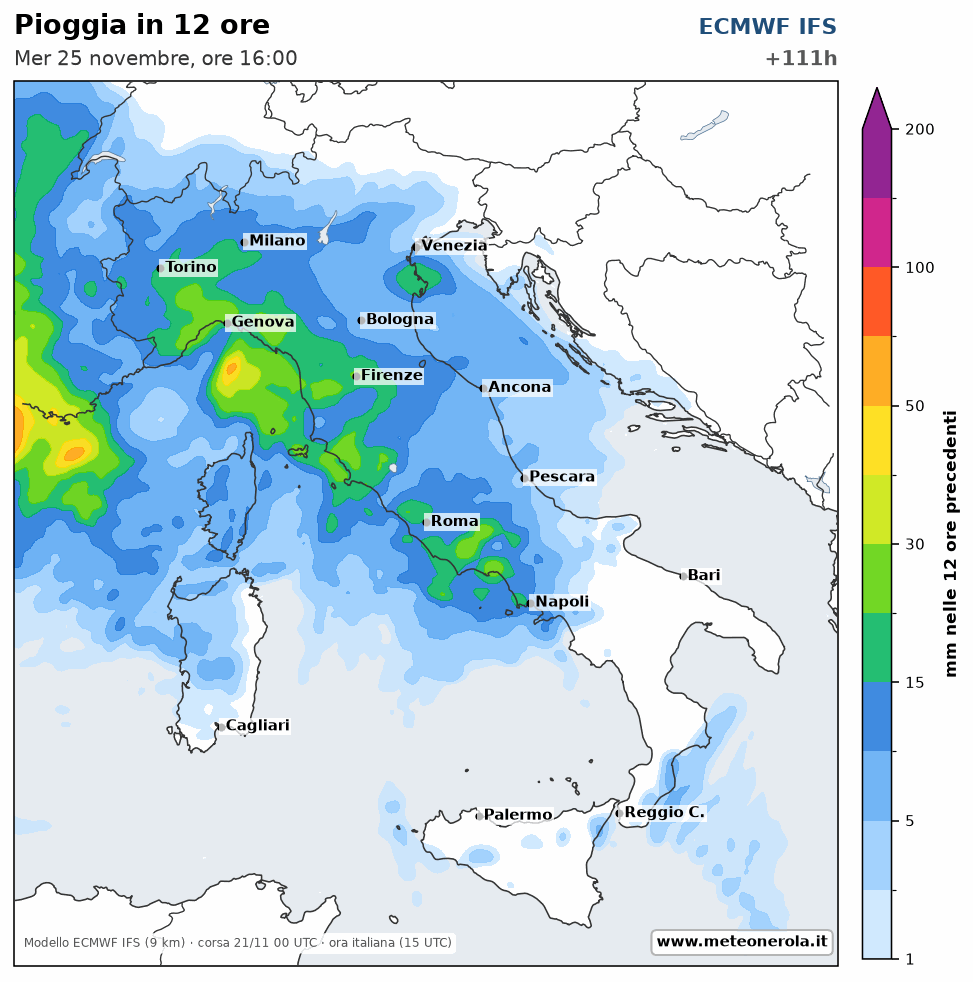 Pioggia in 12 ore
ECMWF IFS
Mer 25 novembre, ore 16:00
+111h
200
100
50
30
15
5
1
mm nelle 12 ore precedenti
Milano
Venezia
Torino
Genova
Bologna
Firenze
Ancona
Pescara
Roma
Bari
Napoli
Cagliari
Palermo
Reggio C.
Modello ECMWF IFS (9 km) · corsa 21/11 00 UTC · ora italiana (15 UTC)
www.meteonerola.it